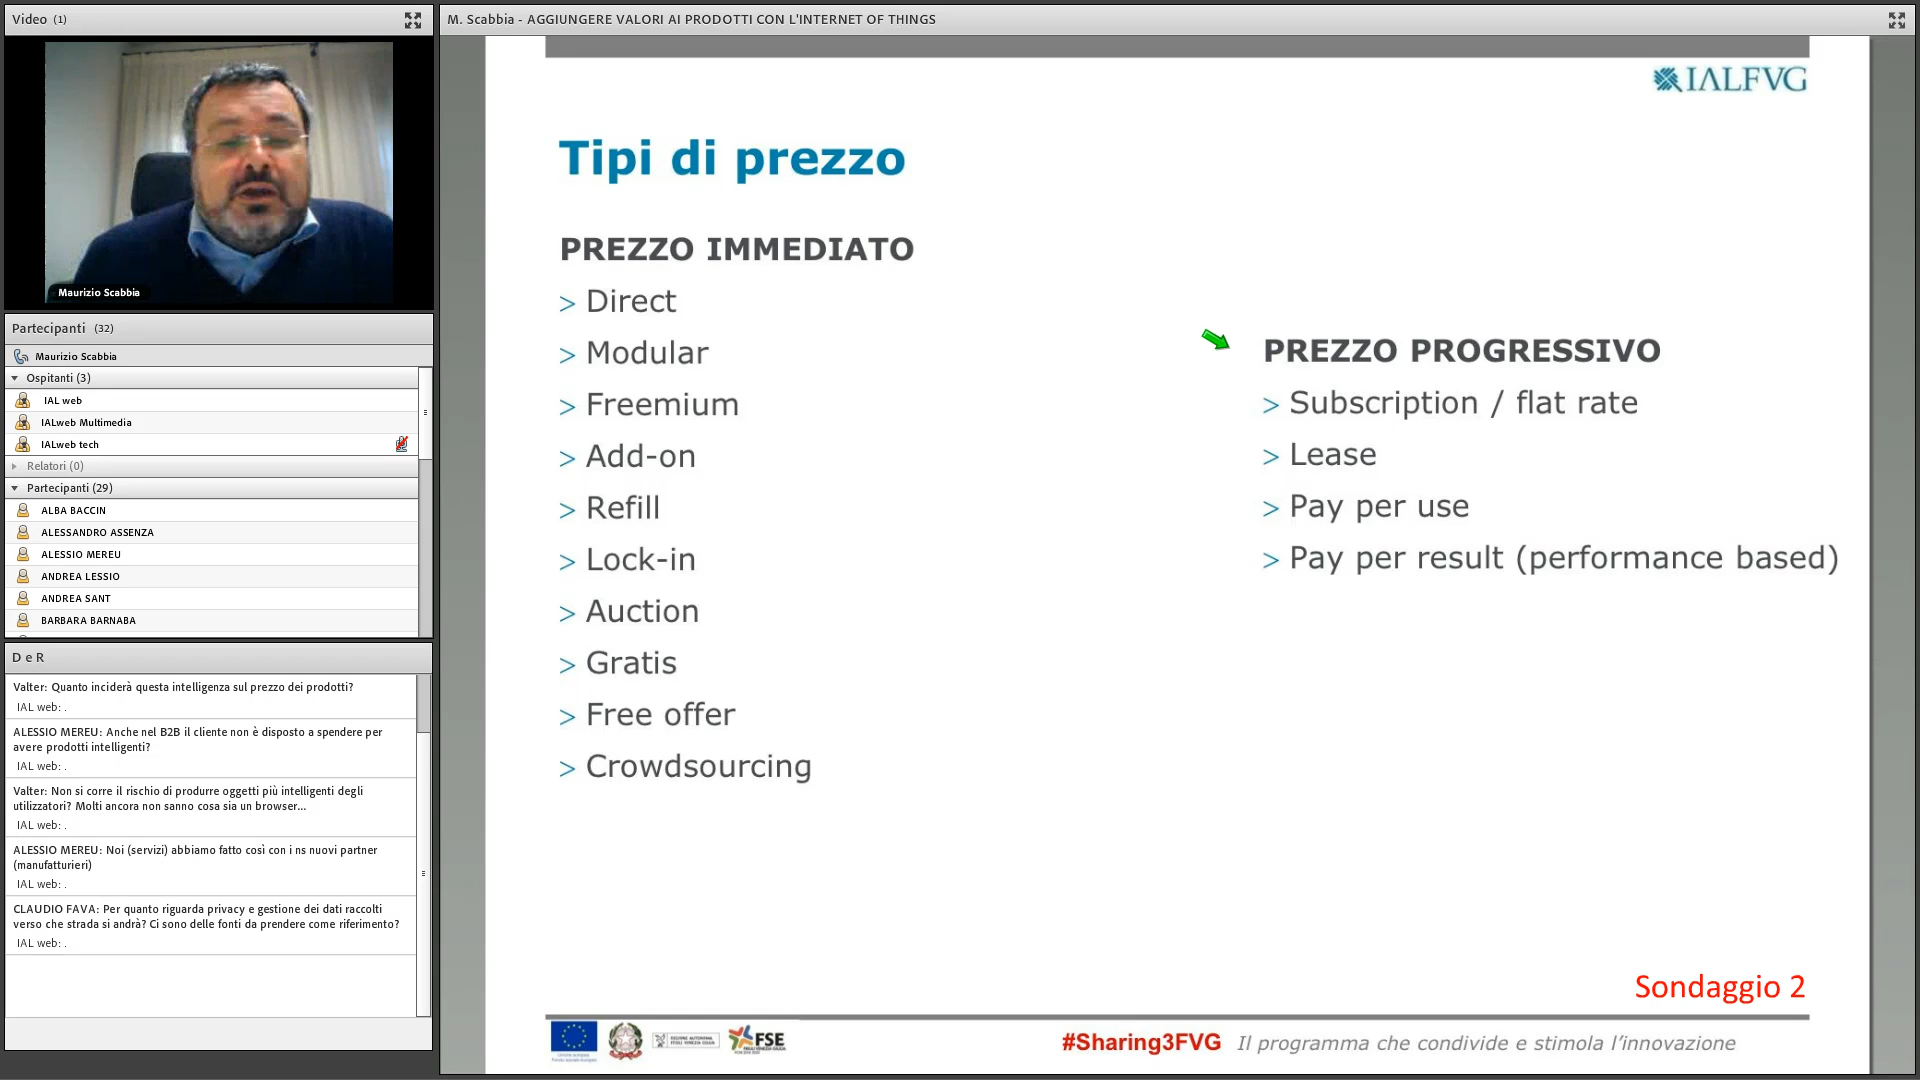 Video (1)
Maurizio Scabbia
Partecipanti (32)
Maurizio Scabbia
Ospitanti (3)
IAL web
IALweb Multimedia
IALweb tech
Relatori (0)
Partecipanti (29)
ALBA BACCIN
ALESSANDRO ASSENZA
ALESSIO MEREU
ANDREA LESSIO
ANDREA SANT
BARBARA BARNABA
D e R
Valter: Quanto inciderà questa intelligenza sul prezzo dei prodotti?
IAL web: .
ALESSIO MEREU: Anche nel B2B il cliente non è disposto a spendere per
avere prodotti intelligenti?
IAL web: .
Valter: Non si corre il rischio di produrre oggetti più intelligenti degli
utilizzatori? Molti ancora non sanno cosa sia un browser...
IAL web: .
ALESSIO MEREU: Noi (servizi) abbiamo fatto così con i ns nuovi partner
(manufatturieri)
IAL web: .
CLAUDIO FAVA: Per quanto riguarda privacy e gestione dei dati raccolti
verso che strada si andrà? Ci sono delle fonti da prendere come riferimento?
IAL web: .
M. Scabbia - AGGIUNGERE VALORI AI PRODOTTI CON L'INTERNET OF THINGS
IALFVG
Tipi di prezzo
PREZZO IMMEDIATO
> Direct
> Modular
> Freemium
> Add-on
> Refill
> Lock-in
> Auction
> Gratis
> Free offer
> Crowdsourcing
PREZZO PROGRESSIVO
> Subscription / flat rate
> Lease
> Pay per use
> Pay per result (performance based)
Sondaggio 2
FSE
#Sharing3FVG Il programma che condivide e stimola l’innovazione